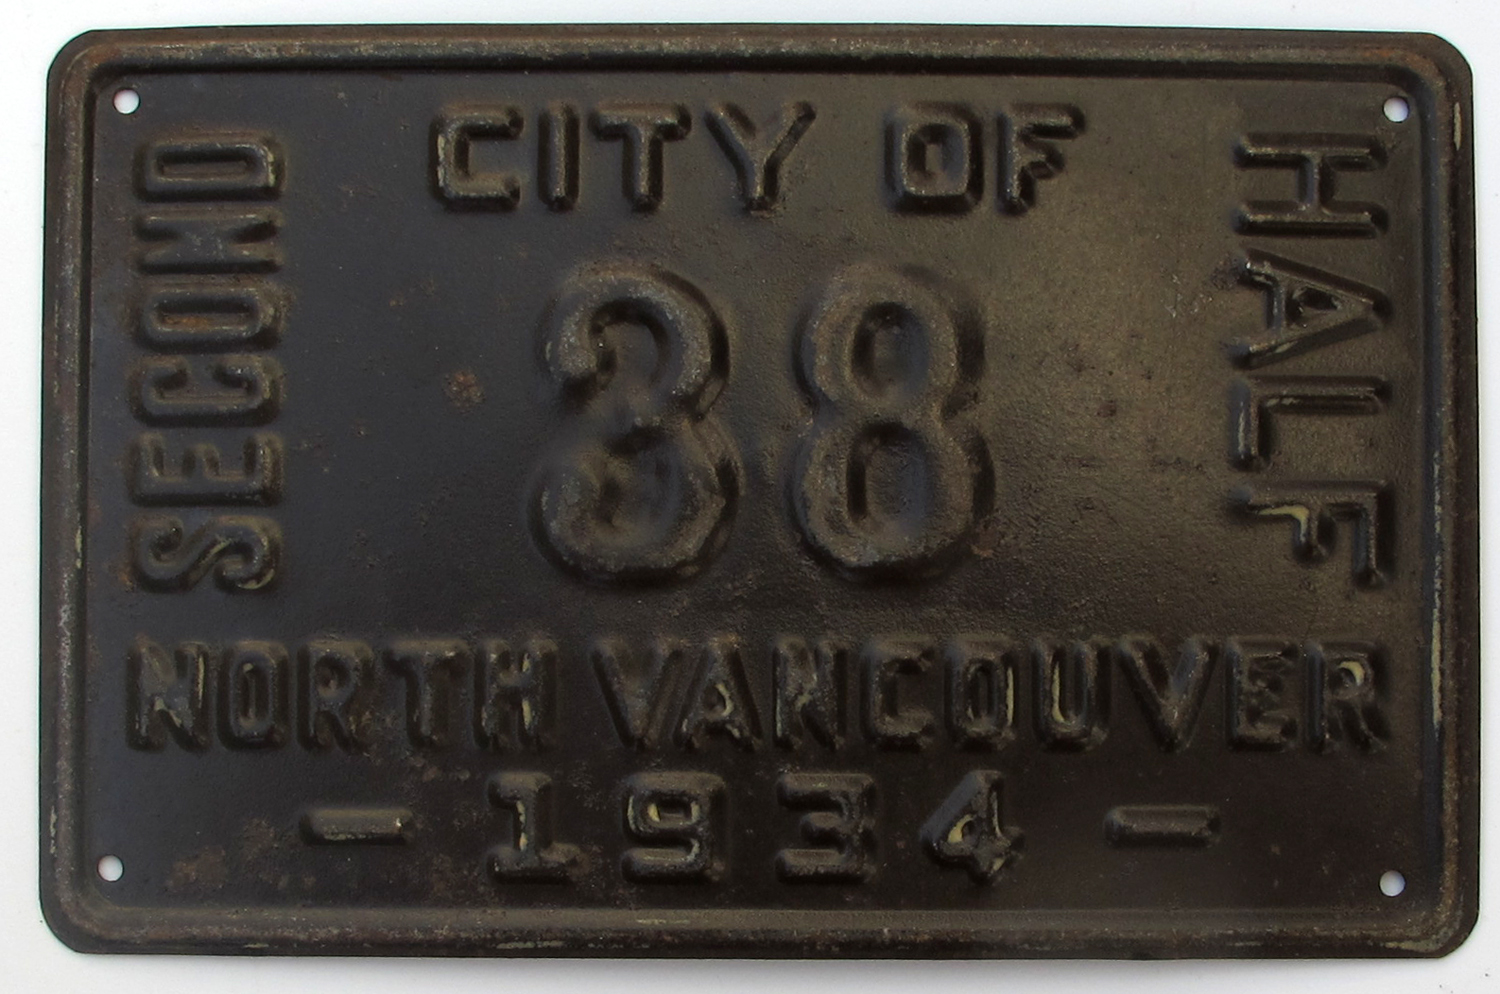 CITY OF
SECOND
38
HALF
NORTH VANCOUVER
- 1934 -